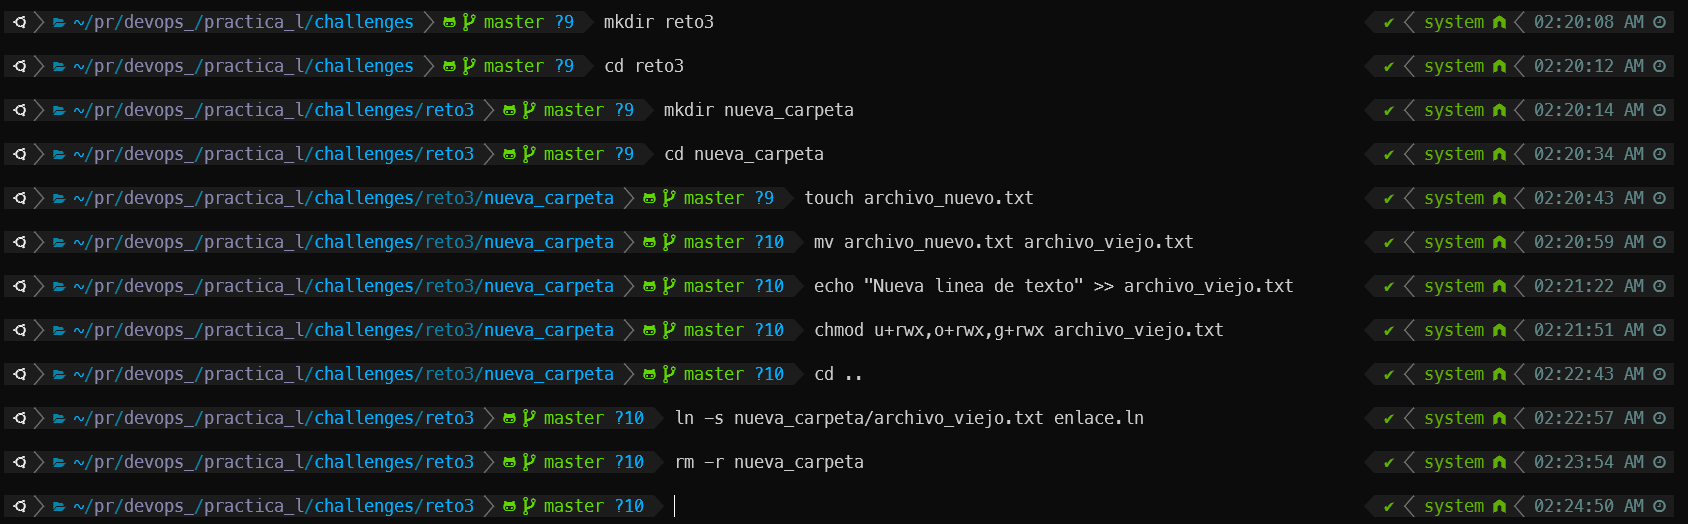 ~/pr/devops_/practica_l/challenges master ?9 mkdir reto3 ✔ system 02:20:08 AM
~/pr/devops_/practica_l/challenges master ?9 cd reto3 ✔ system 02:20:12 AM
~/pr/devops_/practica_l/challenges/reto3 master ?9 mkdir nueva_carpeta ✔ system 02:20:14 AM
~/pr/devops_/practica_l/challenges/reto3 master ?9 cd nueva_carpeta ✔ system 02:20:34 AM
~/pr/devops_/practica_l/challenges/reto3/nueva_carpeta master ?9 touch archivo_nuevo.txt ✔ system 02:20:43 AM
~/pr/devops_/practica_l/challenges/reto3/nueva_carpeta master ?10 mv archivo_nuevo.txt archivo_viejo.txt ✔ system 02:20:59 AM
~/pr/devops_/practica_l/challenges/reto3/nueva_carpeta master ?10 echo "Nueva linea de texto" >> archivo_viejo.txt ✔ system 02:21:22 AM
~/pr/devops_/practica_l/challenges/reto3/nueva_carpeta master ?10 chmod u+rwx,o+rwx,g+rwx archivo_viejo.txt ✔ system 02:21:51 AM
~/pr/devops_/practica_l/challenges/reto3/nueva_carpeta master ?10 cd .. ✔ system 02:22:43 AM
~/pr/devops_/practica_l/challenges/reto3 master ?10 ln -s nueva_carpeta/archivo_viejo.txt enlace.ln ✔ system 02:22:57 AM
~/pr/devops_/practica_l/challenges/reto3 master ?10 rm -r nueva_carpeta ✔ system 02:23:54 AM
~/pr/devops_/practica_l/challenges/reto3 master ?10 ✔ system 02:24:50 AM